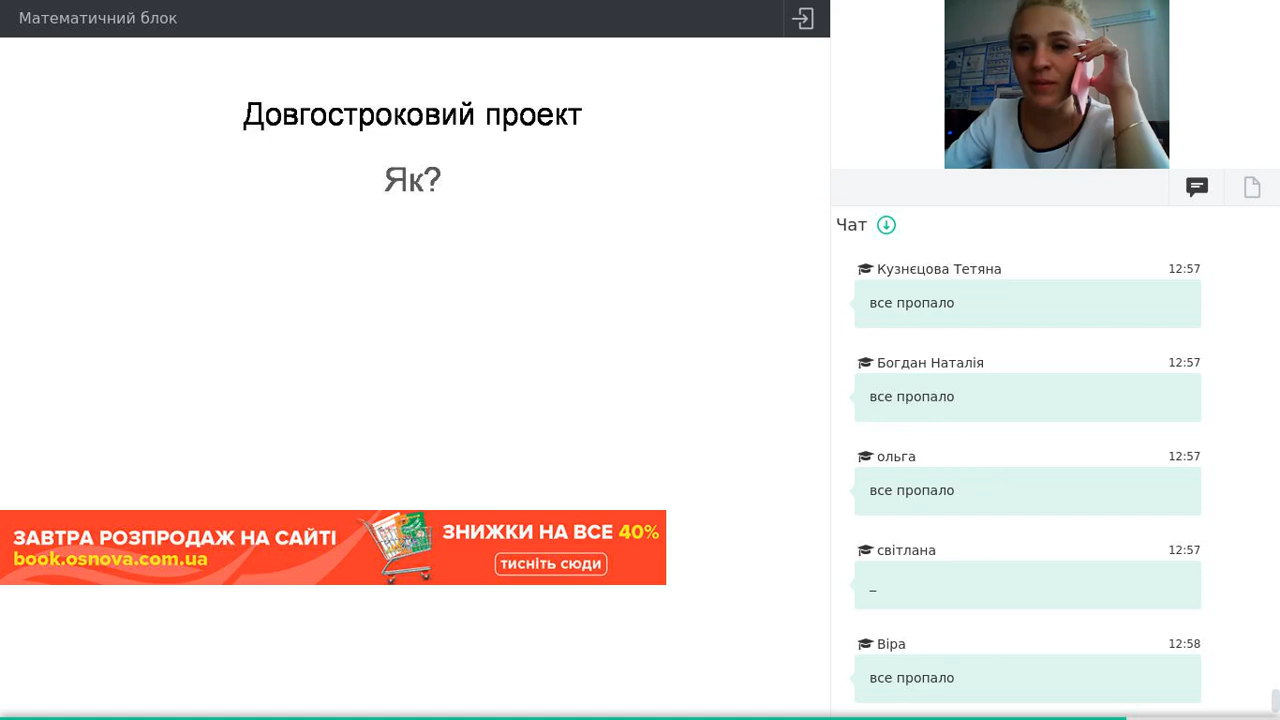 Математичний блок
Довгостроковий проект
Як?
ЗАВТРА РОЗПРОДАЖ НА САЙТІ
book.osnova.com.ua
ЗНИЖКИ НА ВСЕ 40%
тисніть сюди
Чат
Кузнєцова Тетяна 12:57
все пропало
Богдан Наталія 12:57
все пропало
ольга 12:57
все пропало
світлана 12:57
_
Віра 12:58
все пропало